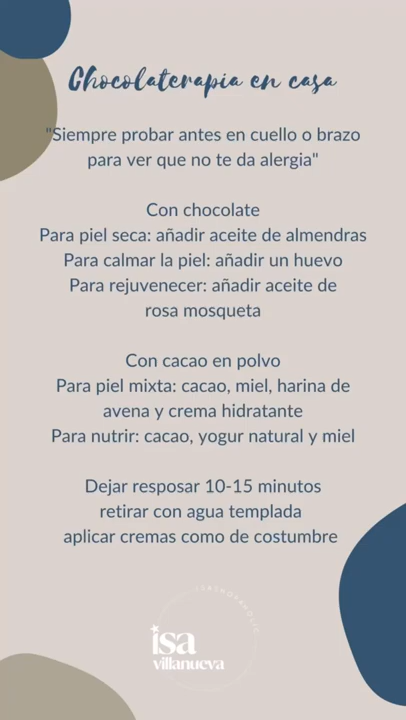 Chocolaterapia en casa
"Siempre probar antes en cuello o brazo
para ver que no te da alergia"
Con chocolate
Para piel seca: añadir aceite de almendras
Para calmar la piel: añadir un huevo
Para rejuvenecer: añadir aceite de
rosa mosqueta
Con cacao en polvo
Para piel mixta: cacao, miel, harina de
avena y crema hidratante
Para nutrir: cacao, yogur natural y miel
Dejar resposar 10-15 minutos
retirar con agua templada
aplicar cremas como de costumbre
isa
villanueva